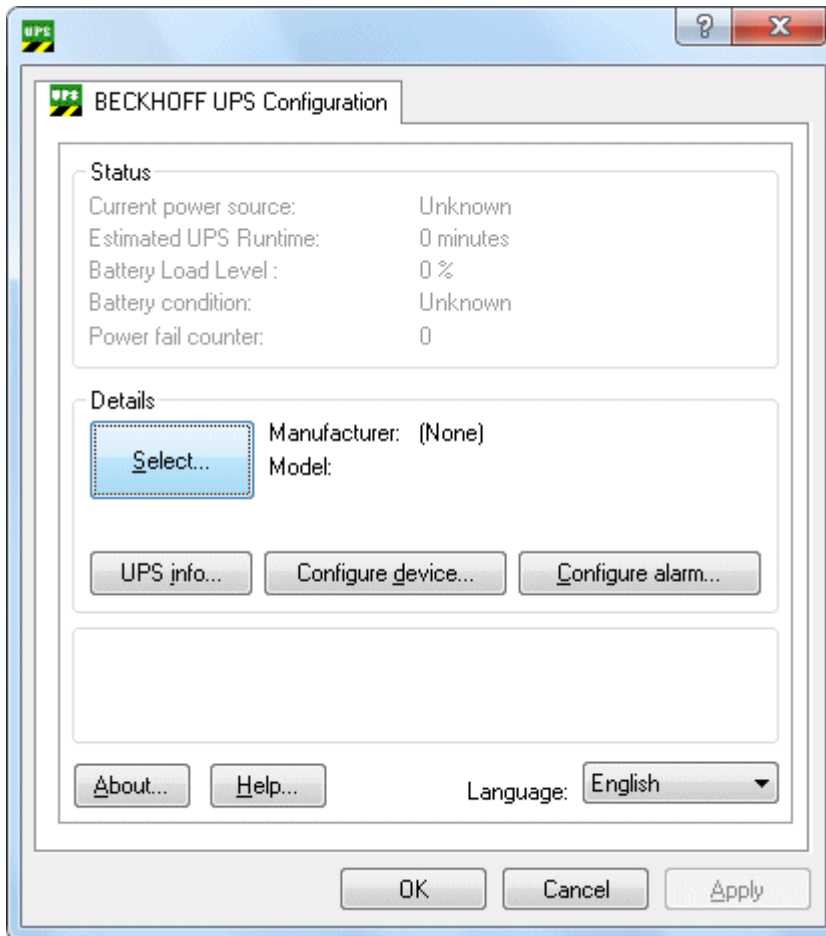 UPS
?
UPS BECKHOFF UPS Configuration
Status
Current power source: Unknown
Estimated UPS Runtime: 0 minutes
Battery Load Level : 0 %
Battery condition: Unknown
Power fail counter: 0
Details
Select...
Manufacturer: (None)
Model:
UPS info... Configure device... Configure alarm...
About... Help... Language: English
OK Cancel Apply